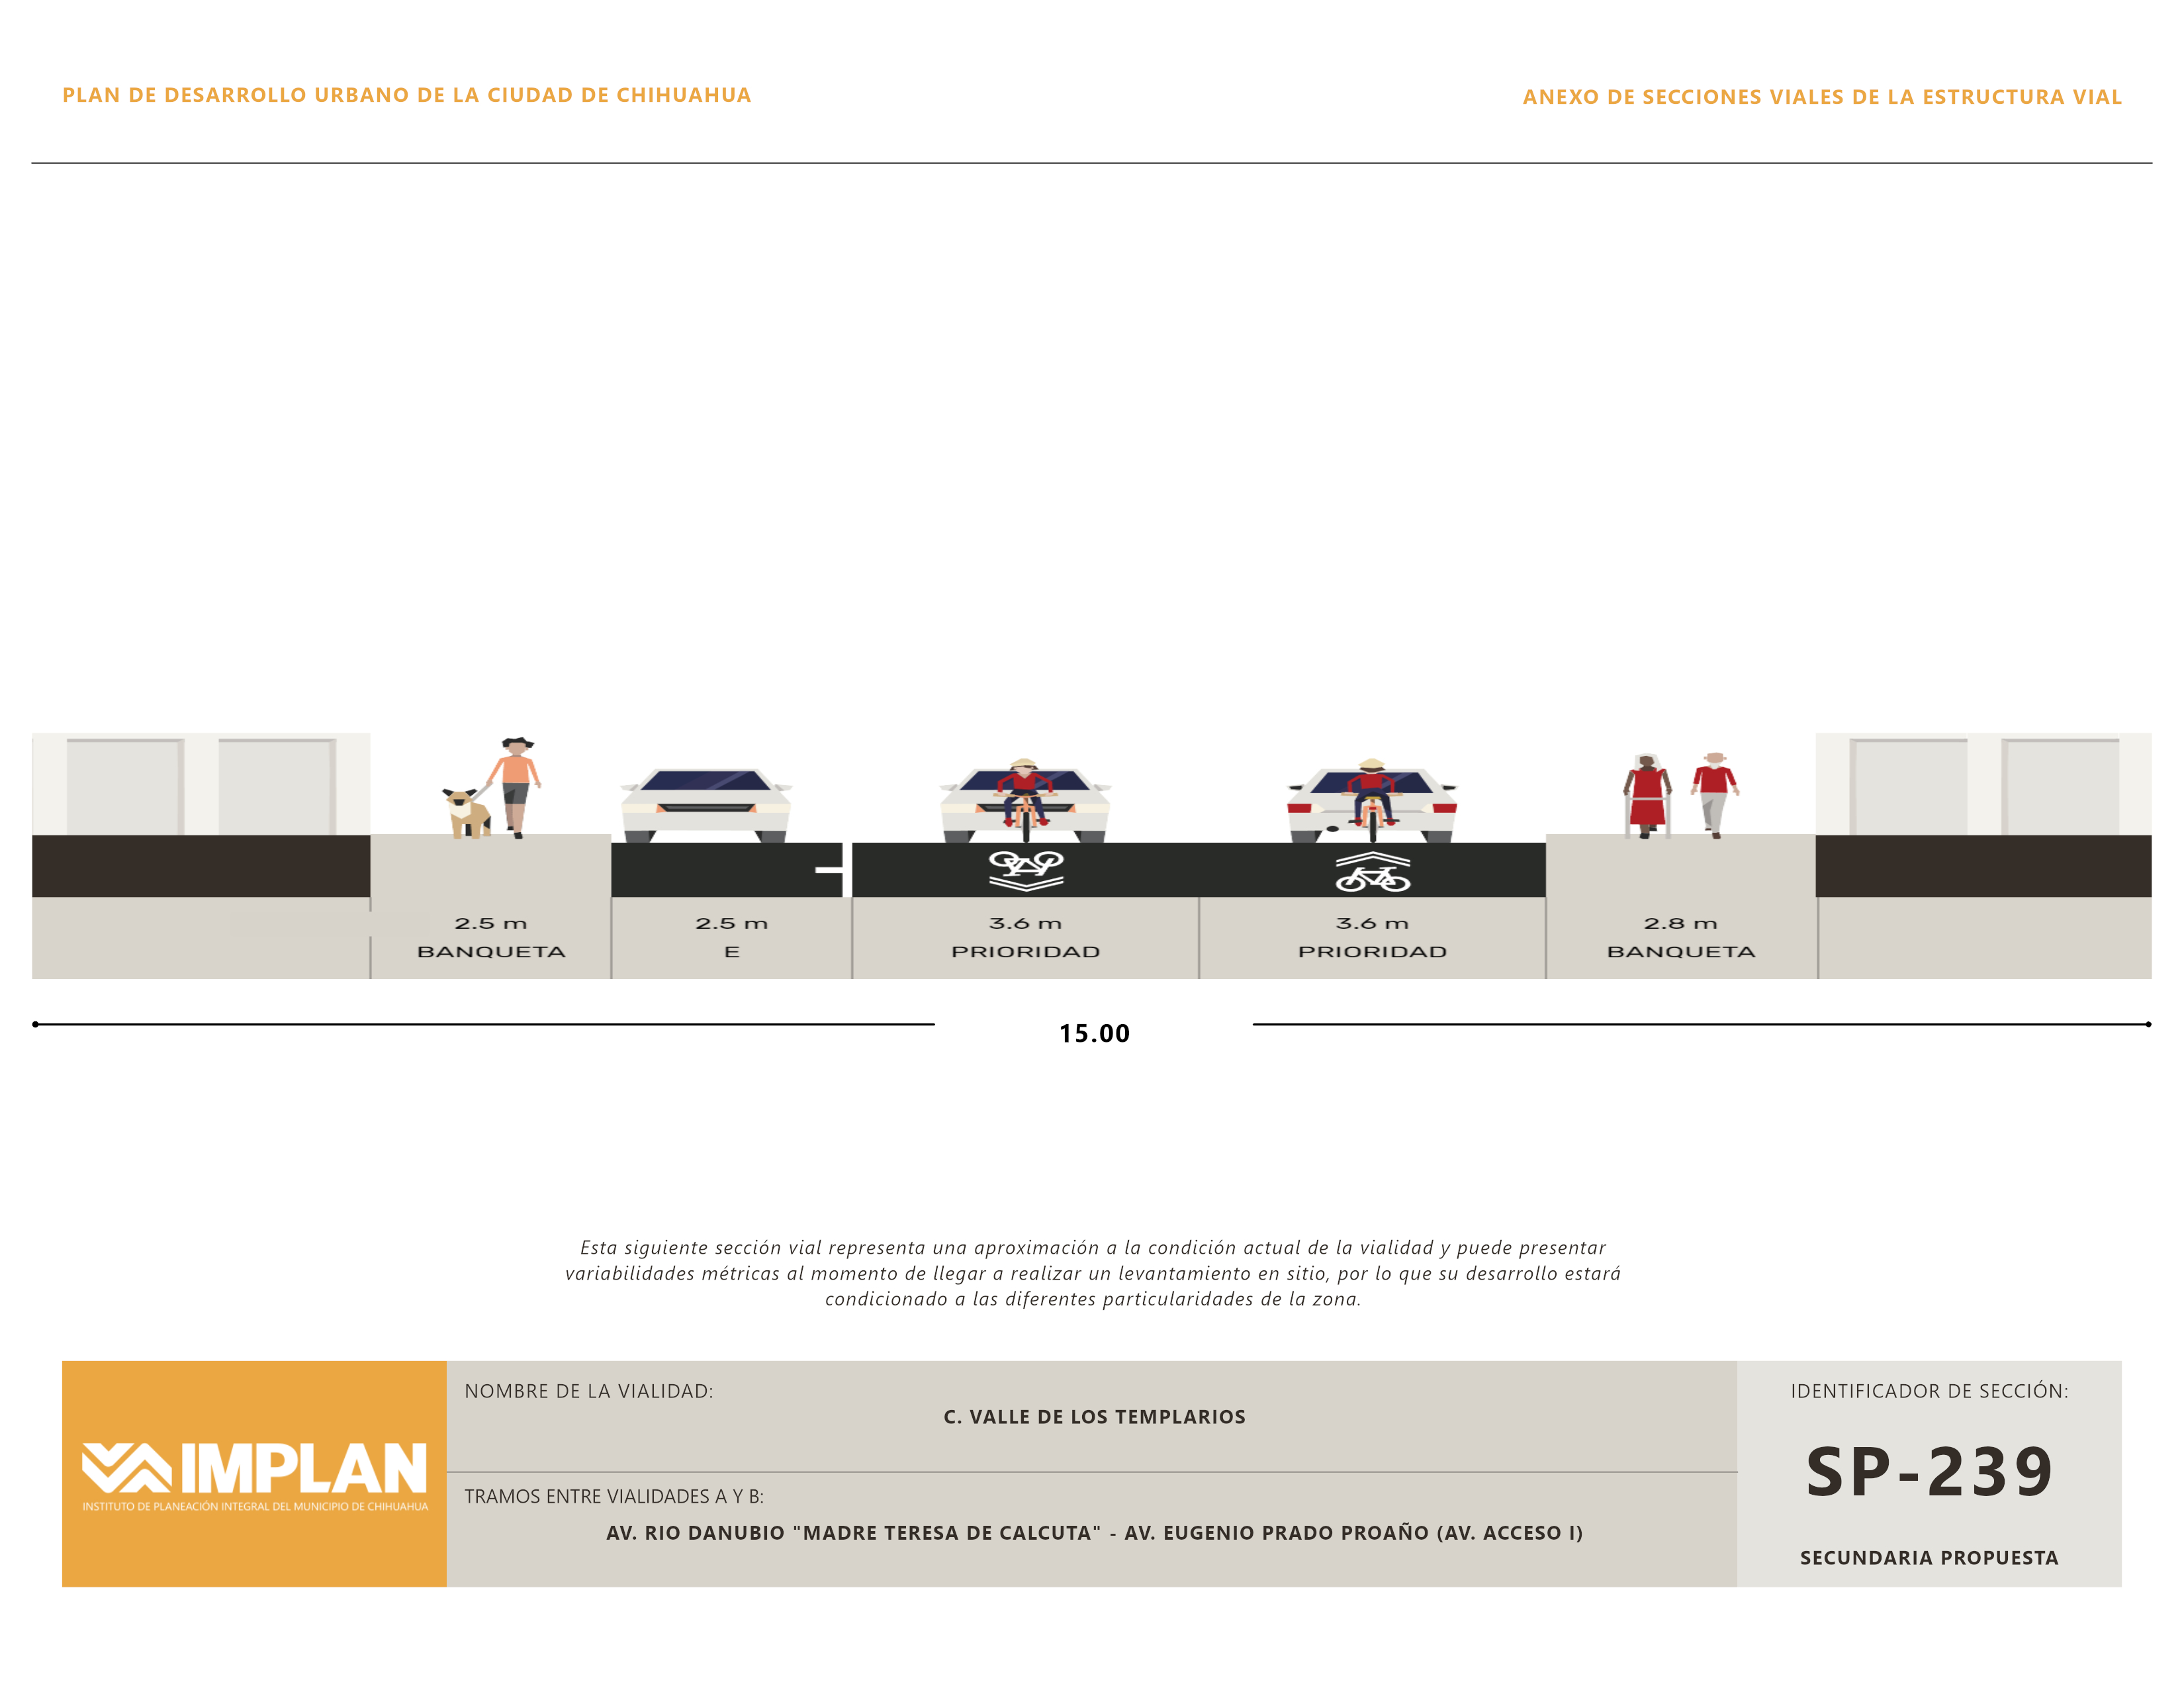 PLAN DE DESARROLLO URBANO DE LA CIUDAD DE CHIHUAHUA
ANEXO DE SECCIONES VIALES DE LA ESTRUCTURA VIAL
2.5 m
BANQUETA
2.5 m
E
3.6 m
PRIORIDAD
3.6 m
PRIORIDAD
2.8 m
BANQUETA
15.00
Esta siguiente sección vial representa una aproximación a la condición actual de la vialidad y puede presentar
variabilidades métricas al momento de llegar a realizar un levantamiento en sitio, por lo que su desarrollo estará
condicionado a las diferentes particularidades de la zona.
IMPLAN
INSTITUTO DE PLANEACIÓN INTEGRAL DEL MUNICIPIO DE CHIHUAHUA
NOMBRE DE LA VIALIDAD:
C. VALLE DE LOS TEMPLARIOS
TRAMOS ENTRE VIALIDADES A Y B:
AV. RIO DANUBIO "MADRE TERESA DE CALCUTA" - AV. EUGENIO PRADO PROAÑO (AV. ACCESO I)
IDENTIFICADOR DE SECCIÓN:
SP-239
SECUNDARIA PROPUESTA